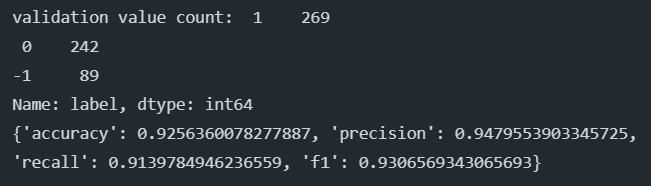 validation value count:  1    269
 0    242
-1     89
Name: label, dtype: int64
{'accuracy': 0.9256360078277887, 'precision': 0.9479553903345725,
'recall': 0.9139784946236559, 'f1': 0.9306569343065693}